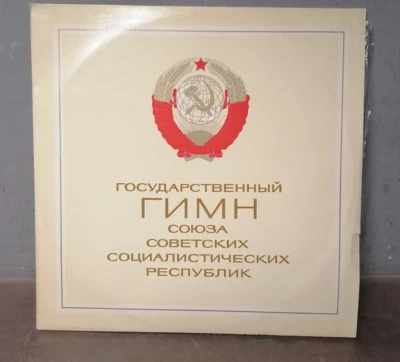 ГОСУДАРСТВЕННЫЙ
ГИМН
СОЮЗА
СОВЕТСКИХ
СОЦИАЛИСТИЧЕСКИХ
РЕСПУБЛИК